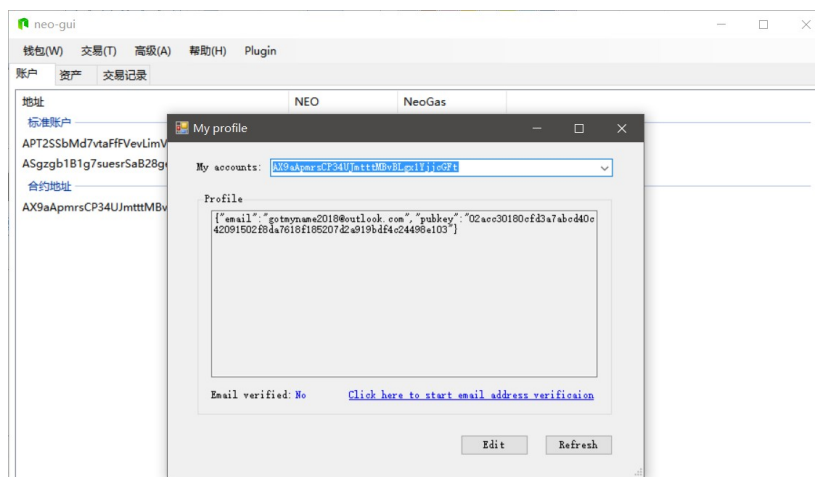 neo-gui
钱包(W) 交易(T) 高级(A) 帮助(H) Plugin
账户 资产 交易记录
地址 NEO NeoGas
标准账户
APT2SSbMd7vtaFfFVevLimV
ASgzgb1B1g7suesrSaB28g
合约地址
AX9aApmrsCP34UJmtttMBv
My profile
My accounts: AX9aApmrsCP34UJmtttMBvBLgx1YjjcGFt
Profile
{"email":"gotmyname2018@outlook.com","pubkey":"02acc30180cfd3a7abcd40c
42091502f8da7618f185207d2a919bdf4c24498e103"}
Email verified: No Click here to start email address verificaion
Edit Refresh